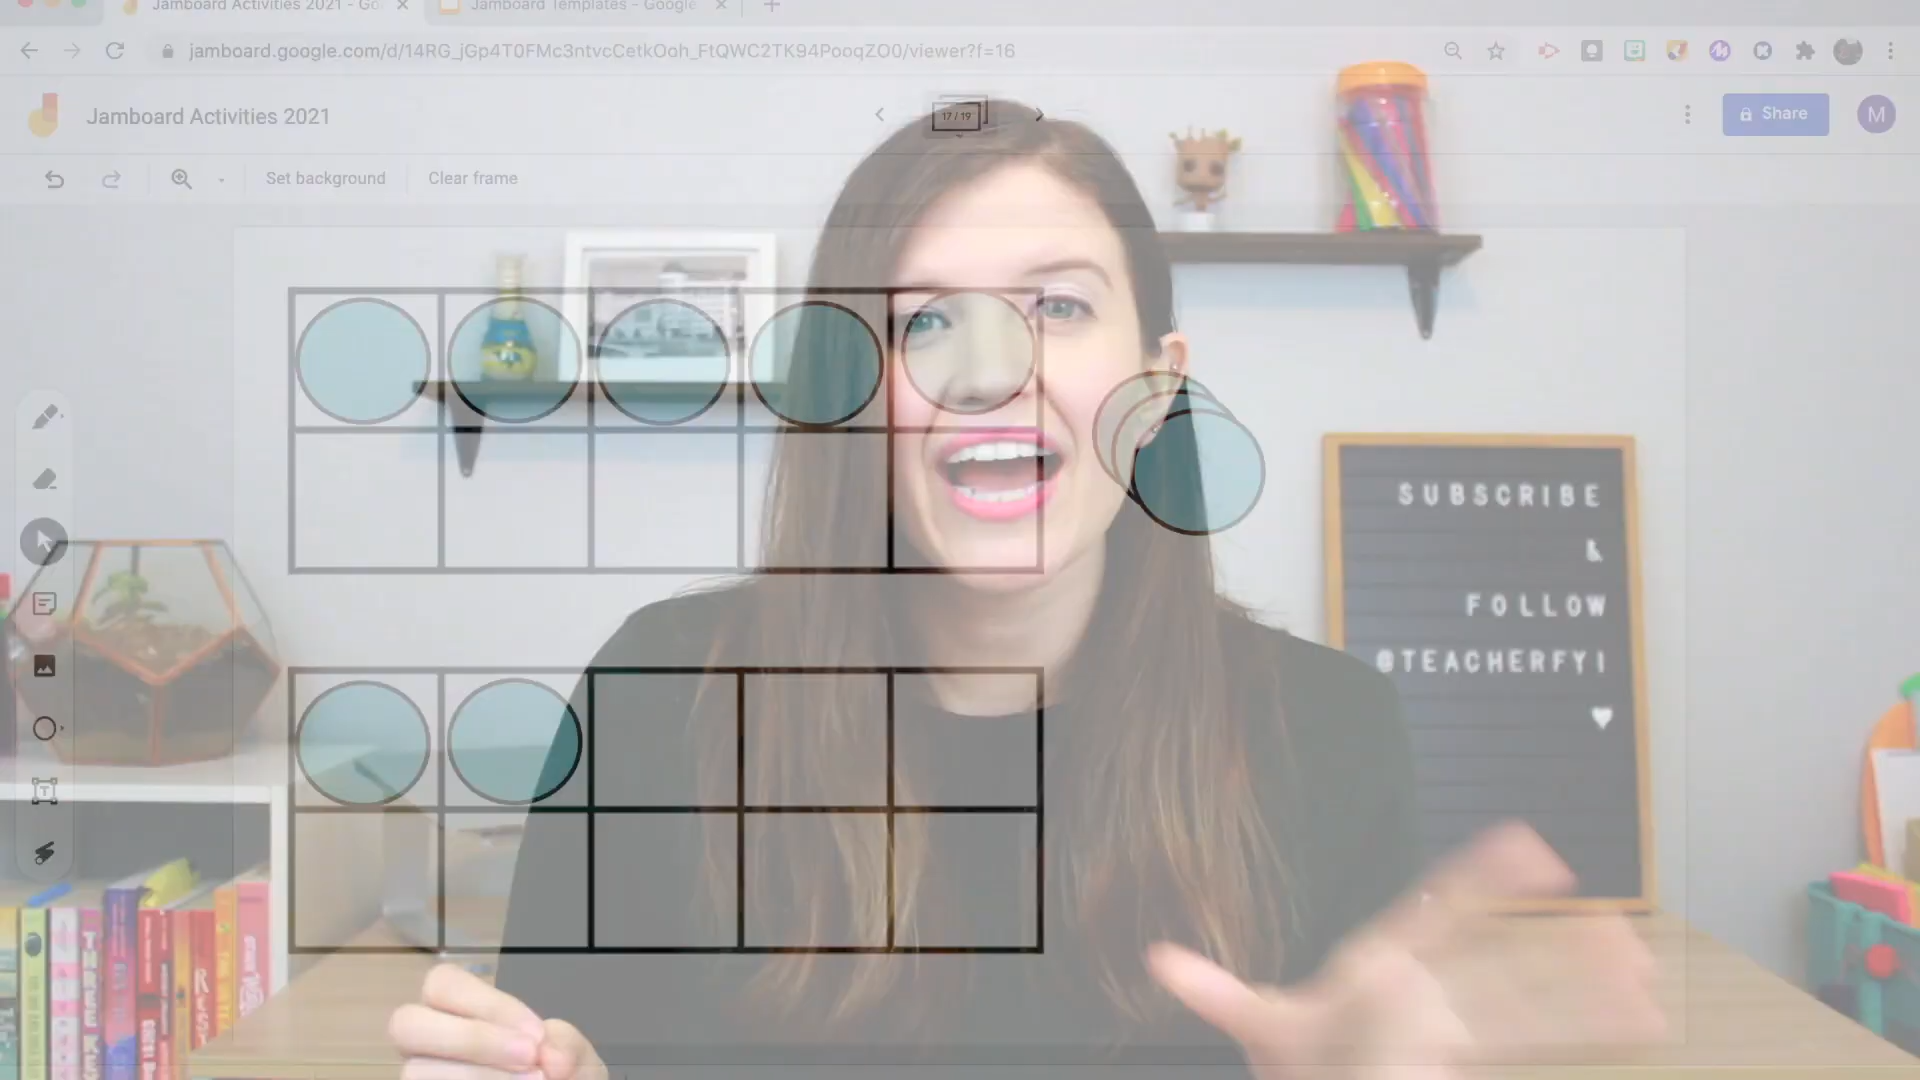 Jamboard Activities 2021 - Go
Jamboard Templates - Google
jamboard.google.com/d/14RG_jGp4T0FMc3ntvcCetkOah_FtQWC2TK94PooqZO0/viewer?f=16
Jamboard Activities 2021
17 / 19
Share
M
Set background
Clear frame
SUBSCRIBE
&
FOLLOW
@TEACHERFYI